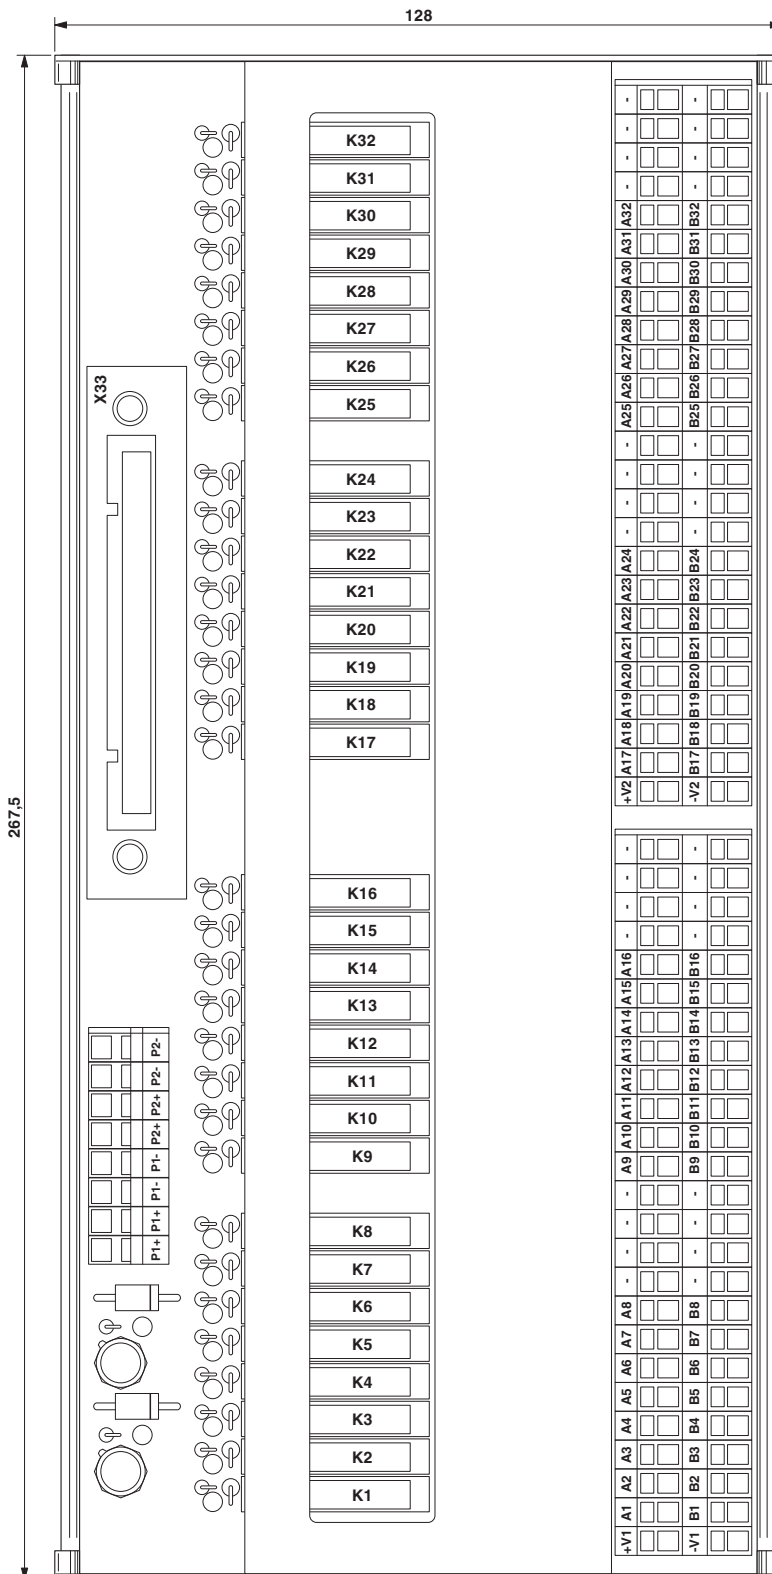 128
267,5
X33
K32
K31
K30
K29
K28
K27
K26
K25
K24
K23
K22
K21
K20
K19
K18
K17
K16
K15
K14
K13
K12
K11
K10
K9
K8
K7
K6
K5
K4
K3
K2
K1
P2-
P2-
P2+
P2+
P1-
P1-
P1+
P1+
- -
- -
- -
- -
A32 B32
A31 B31
A30 B30
A29 B29
A28 B28
A27 B27
A26 B26
A25 B25
- -
- -
- -
- -
A24 B24
A23 B23
A22 B22
A21 B21
A20 B20
A19 B19
A18 B18
A17 B17
+V2 -V2
- -
- -
- -
- -
A16 B16
A15 B15
A14 B14
A13 B13
A12 B12
A11 B11
A10 B10
A9 B9
- -
- -
- -
- -
A8 B8
A7 B7
A6 B6
A5 B5
A4 B4
A3 B3
A2 B2
A1 B1
+V1 -V1